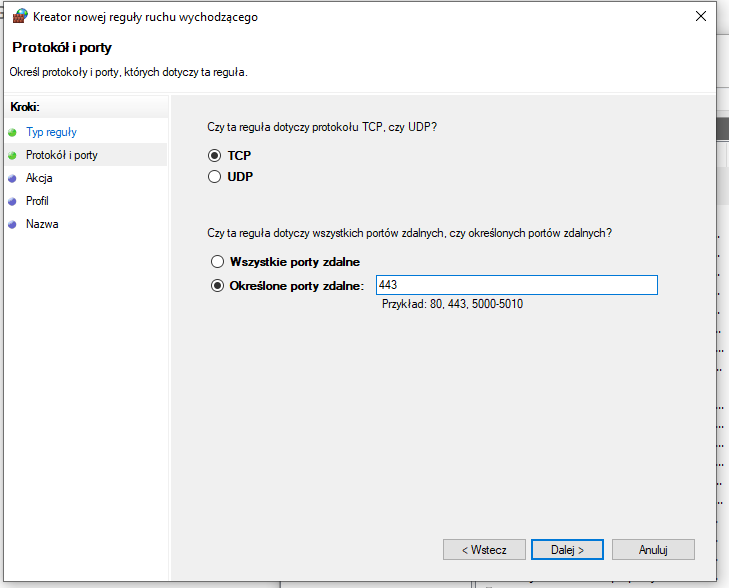 Kreator nowej reguły ruchu wychodzącego
Protokół i porty
Określ protokoły i porty, których dotyczy ta reguła.
Kroki:
Typ reguły
Protokół i porty
Akcja
Profil
Nazwa
Czy ta reguła dotyczy protokołu TCP, czy UDP?
TCP
UDP
Czy ta reguła dotyczy wszystkich portów zdalnych, czy określonych portów zdalnych?
Wszystkie porty zdalne
Określone porty zdalne: 443
Przykład: 80, 443, 5000-5010
< Wstecz Dalej > Anuluj